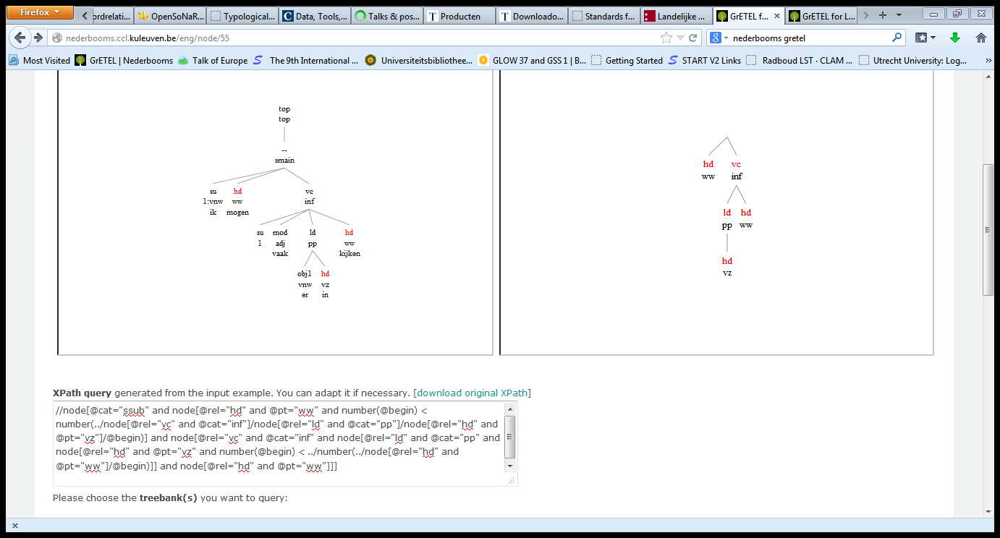 Firefox
ordrelati... OpenSoNaR... Typological... Data, Tools,... Talks & pos... Producten Downloado... Standards f... Landelijke ... GrETEL f... GrETEL for L...
nederbooms.ccl.kuleuven.be/eng/node/55
nederbooms gretel
Most Visited GrETEL | Nederbooms Talk of Europe The 9th International ... Universiteitsbibliothee... GLOW 37 and GSS 1 | B... Getting Started START V2 Links Radboud LST · CLAM ... Utrecht University: Log... »
top
top
--
smain
su hd vc
1:vnw ww inf
ik mogen
su mod ld hd
1 adj pp ww
vaak kijken
obj1 hd
vnw vz
er in
hd vc
ww inf
ld hd
pp ww
hd
vz
XPath query generated from the input example. You can adapt it if necessary. [download original XPath]
//node[@cat="ssub" and node[@rel="hd" and @pt="ww" and number(@begin) <
number(../node[@rel="vc" and @cat="inf"]/node[@rel="ld" and @cat="pp"]/node[@rel="hd" and
@pt="vz"]/@begin)] and node[@rel="vc" and @cat="inf" and node[@rel="ld" and @cat="pp" and
node[@rel="hd" and @pt="vz" and number(@begin) < ../number(../node[@rel="hd" and
@pt="ww"]/@begin)]] and node[@rel="hd" and @pt="ww"]]]
Please choose the treebank(s) you want to query: